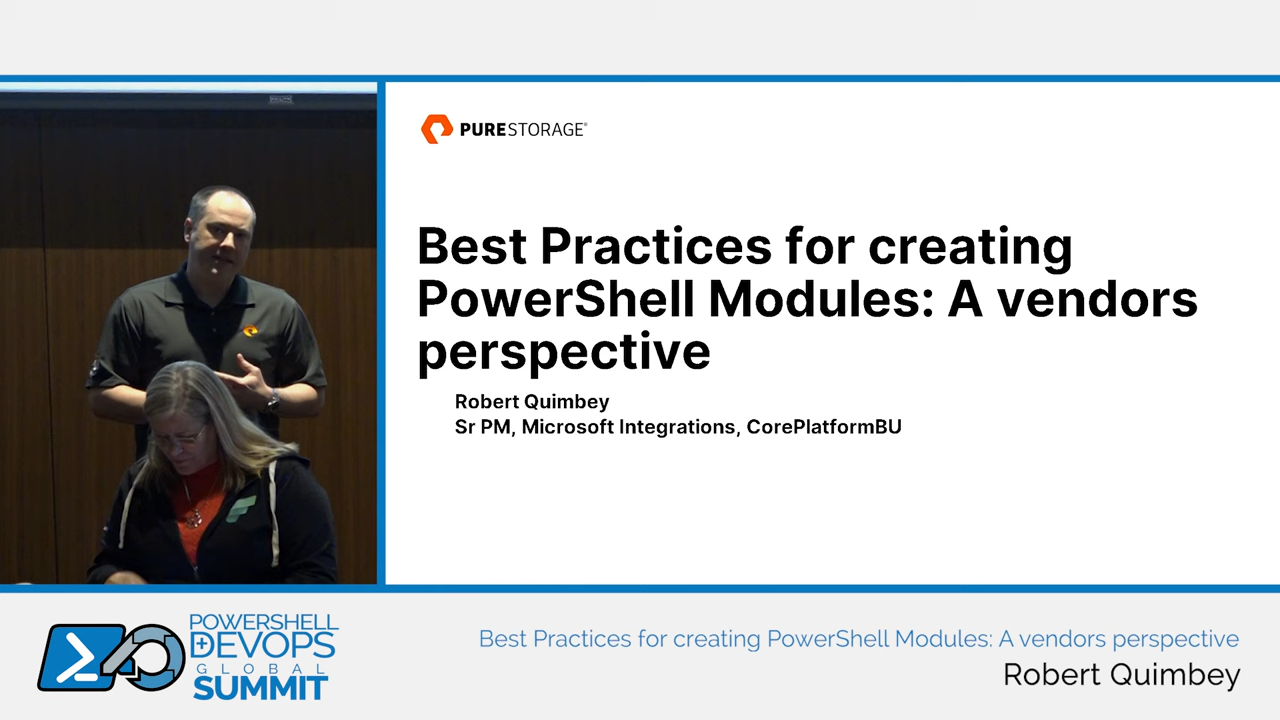 PURESTORAGE®
Best Practices for creating
PowerShell Modules: A vendors
perspective
Robert Quimbey
Sr PM, Microsoft Integrations, CorePlatformBU
POWERSHELL
+DEVOPS
GLOBAL
SUMMIT
Best Practices for creating PowerShell Modules: A vendors perspective
Robert Quimbey